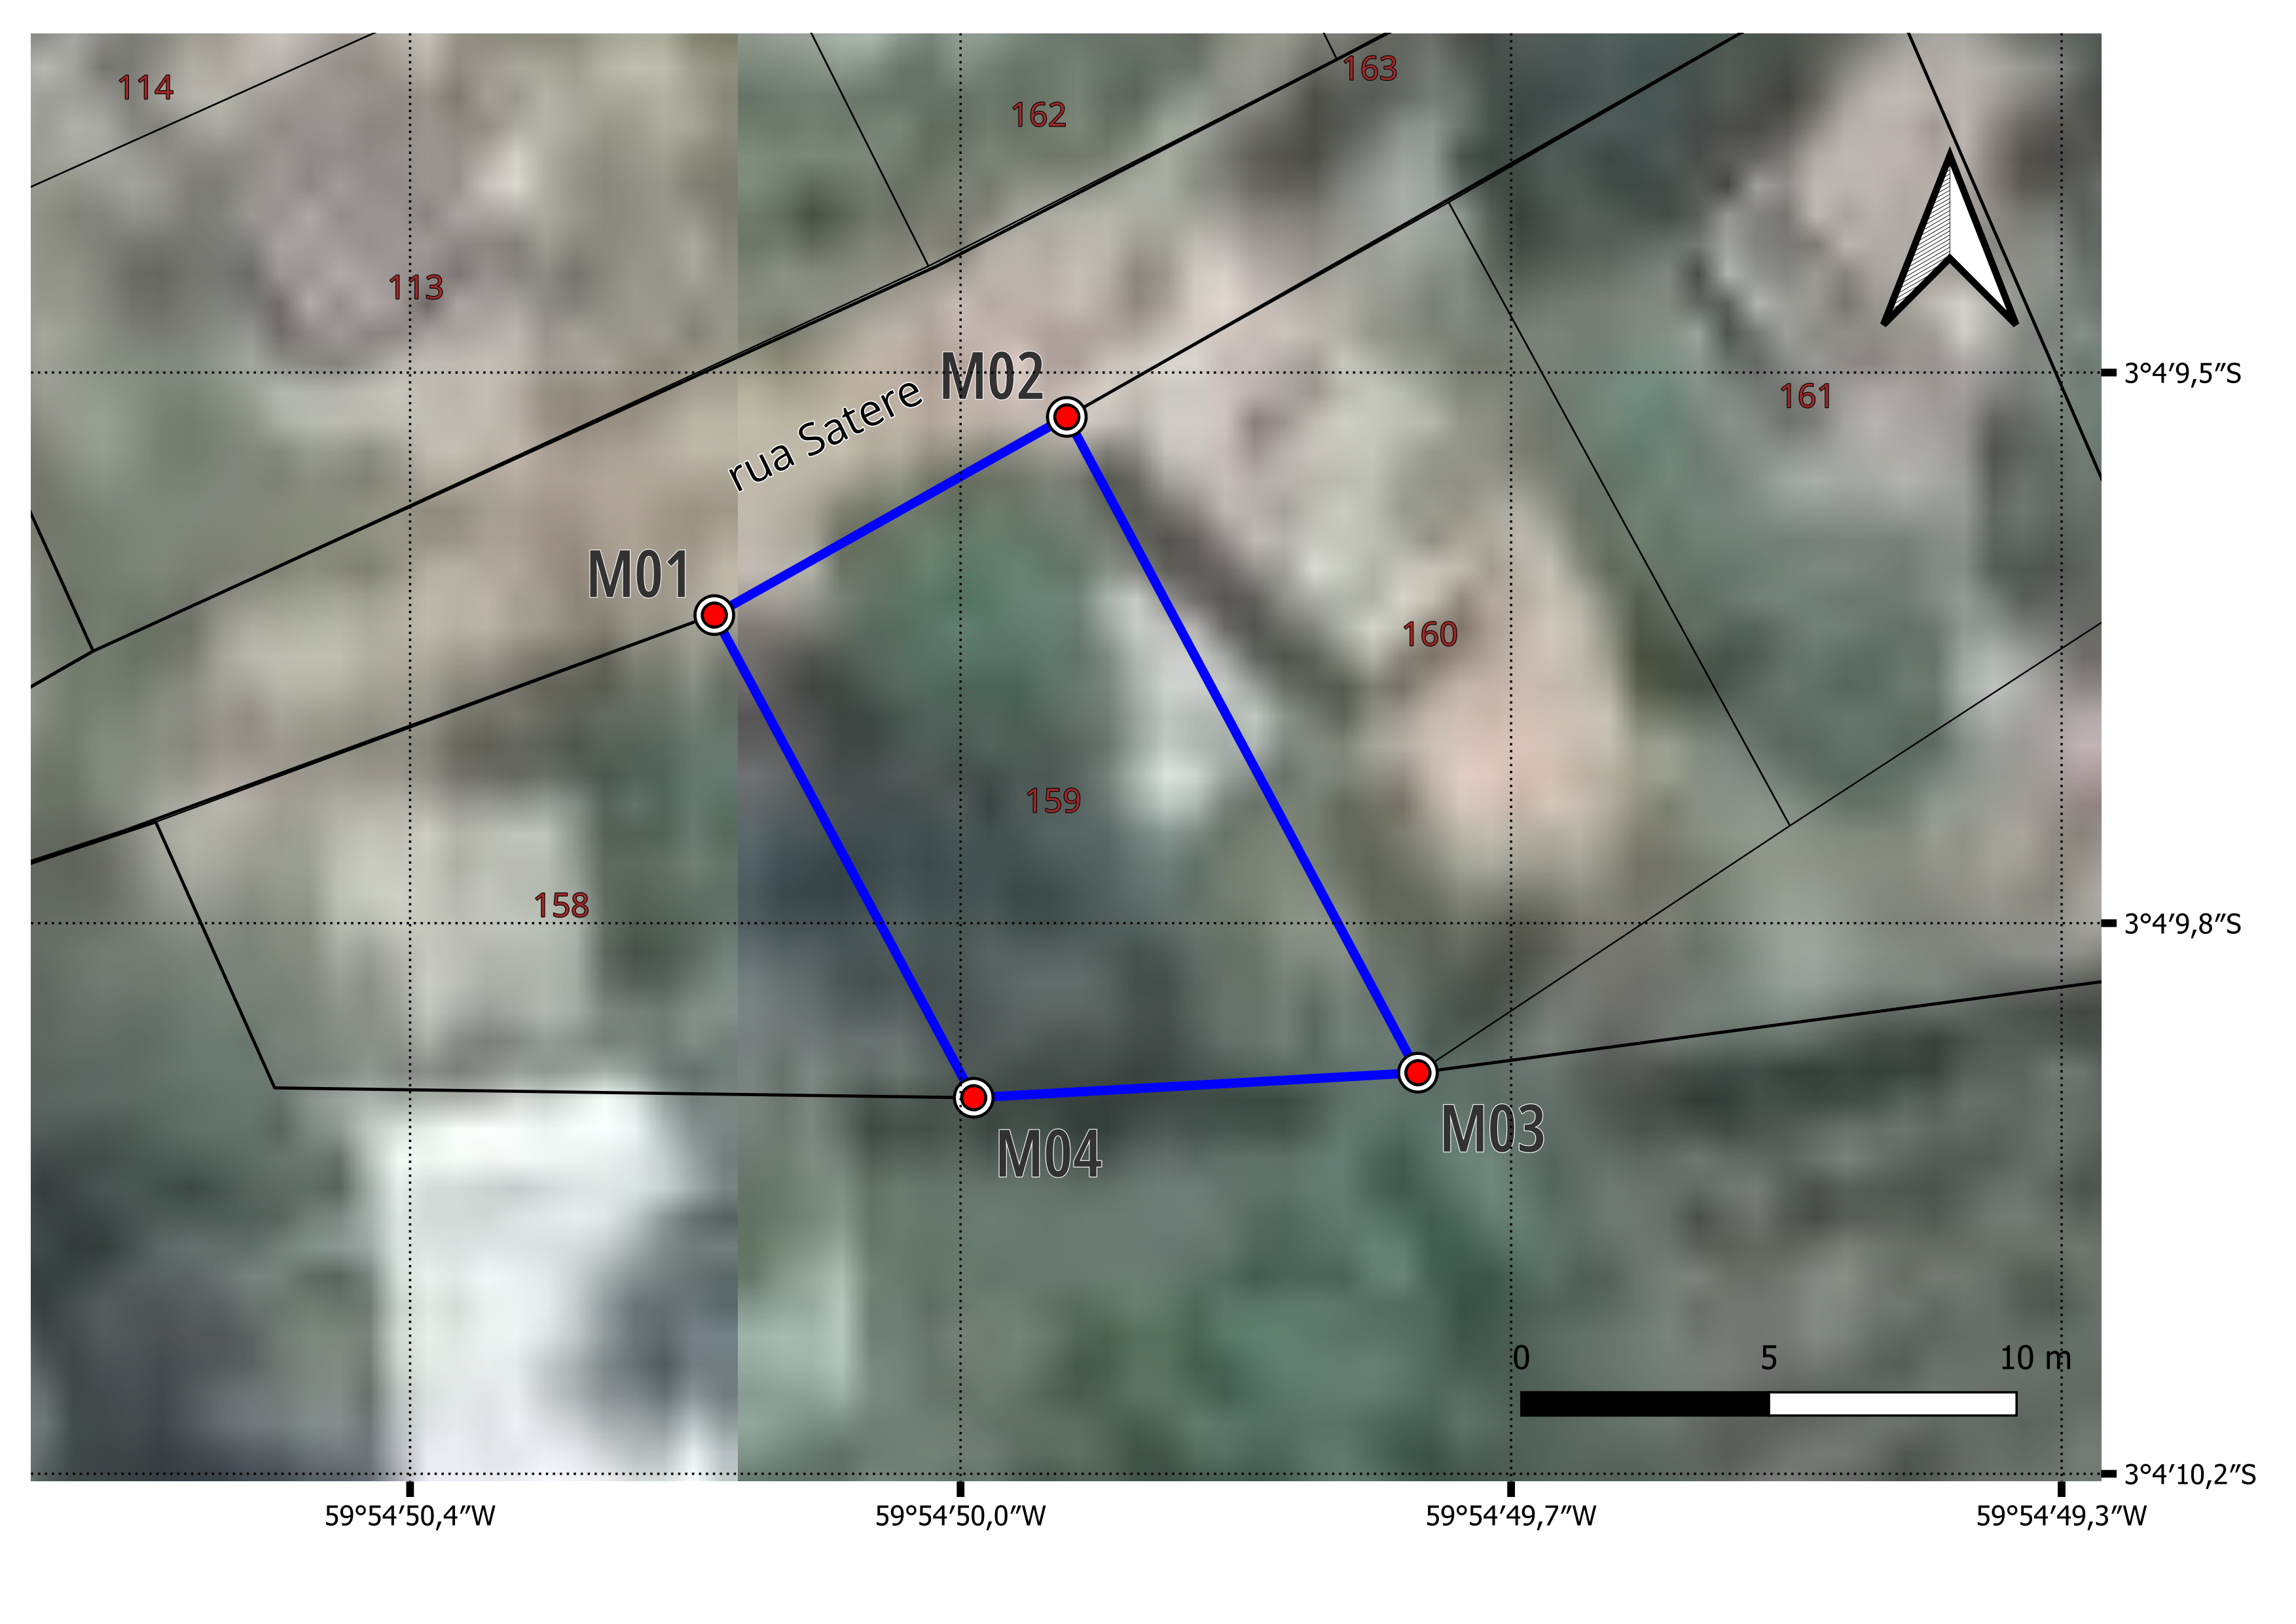 163
114
162
113
3°4′9,5″S
M02
161
rua Satere
M01
160
159
158
3°4′9,8″S
M03
M04
0 5 10 m
3°4′10,2″S
59°54′50,4″W 59°54′50,0″W 59°54′49,7″W 59°54′49,3″W